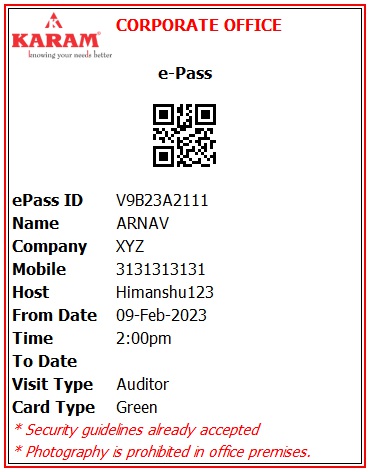 CORPORATE OFFICE
KARAM®
knowing your needs better
e-Pass
ePass ID V9B23A2111
Name ARNAV
Company XYZ
Mobile 3131313131
Host Himanshu123
From Date 09-Feb-2023
Time 2:00pm
To Date
Visit Type Auditor
Card Type Green
* Security guidelines already accepted
* Photography is prohibited in office premises.